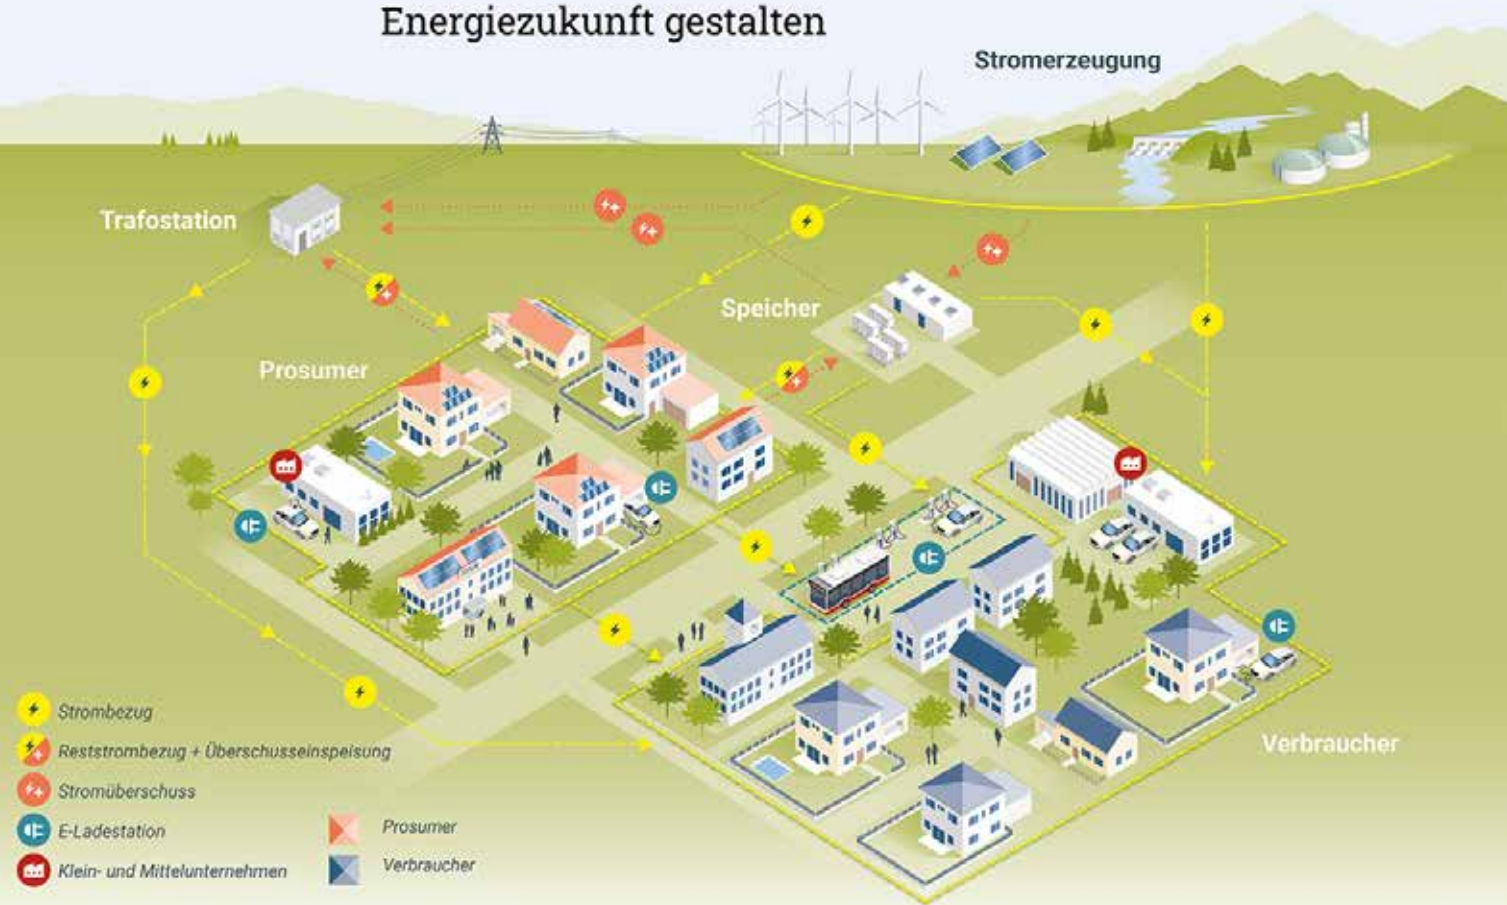 Energiezukunft gestalten
Stromerzeugung
Trafostation
Speicher
Prosumer
Verbraucher
Strombezug
Reststrombezug + Überschusseinspeisung
Stromüberschuss
E-Ladestation
Klein- und Mittelunternehmen
Prosumer
Verbraucher